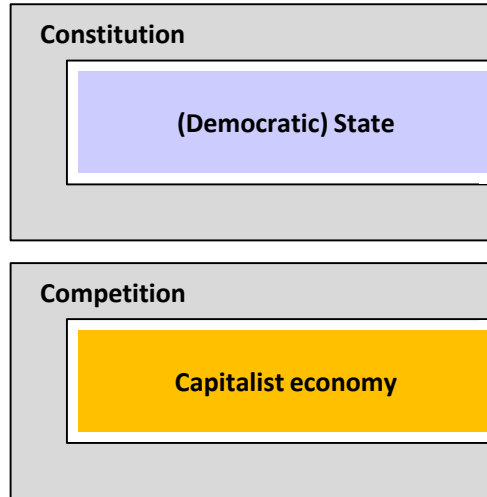 Constitution
(Democratic) State
Competition
Capitalist economy